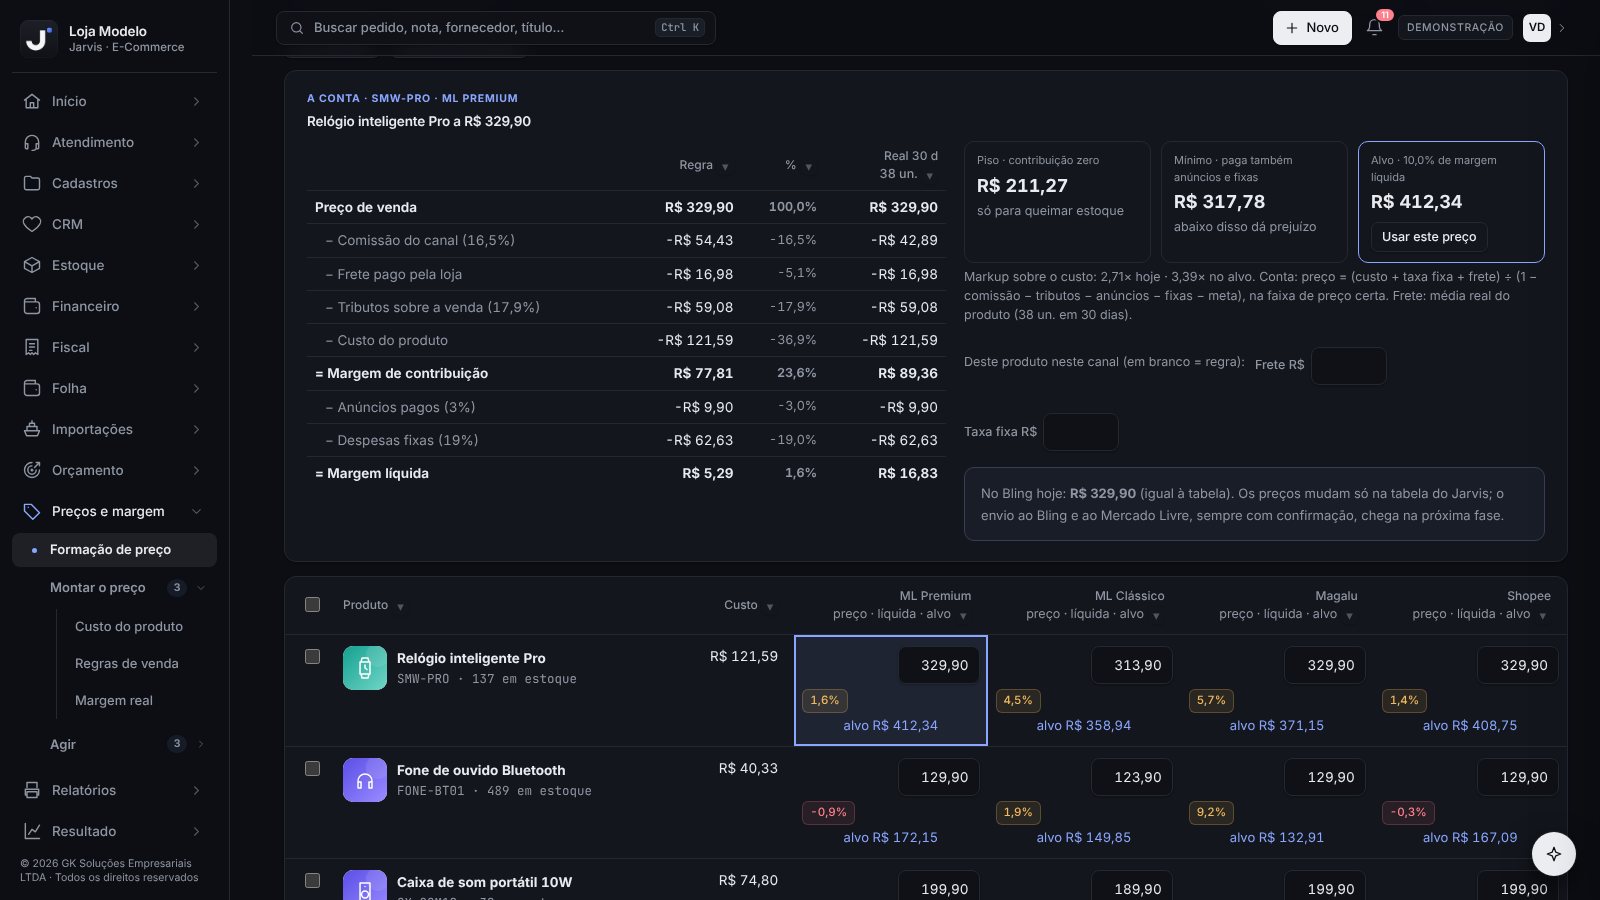 Loja Modelo
Jarvis · E-Commerce
Início
Atendimento
Cadastros
CRM
Estoque
Financeiro
Fiscal
Folha
Importações
Orçamento
Preços e margem
Formação de preço
Montar o preço 3
Custo do produto
Regras de venda
Margem real
Agir 3
Relatórios
Resultado
© 2026 GK Soluções Empresariais
LTDA · Todos os direitos reservados
Buscar pedido, nota, fornecedor, título... Ctrl K
+ Novo
11
DEMONSTRAÇÃO
VD
A CONTA · SMW-PRO · ML PREMIUM
Relógio inteligente Pro a R$ 329,90
Regra % Real 30 d
38 un.
Preço de venda R$ 329,90 100,0% R$ 329,90
− Comissão do canal (16,5%) -R$ 54,43 -16,5% -R$ 42,89
− Frete pago pela loja -R$ 16,98 -5,1% -R$ 16,98
− Tributos sobre a venda (17,9%) -R$ 59,08 -17,9% -R$ 59,08
− Custo do produto -R$ 121,59 -36,9% -R$ 121,59
= Margem de contribuição R$ 77,81 23,6% R$ 89,36
− Anúncios pagos (3%) -R$ 9,90 -3,0% -R$ 9,90
− Despesas fixas (19%) -R$ 62,63 -19,0% -R$ 62,63
= Margem líquida R$ 5,29 1,6% R$ 16,83
Piso · contribuição zero
R$ 211,27
só para queimar estoque
Mínimo · paga também
anúncios e fixas
R$ 317,78
abaixo disso dá prejuízo
Alvo · 10,0% de margem
líquida
R$ 412,34
Usar este preço
Markup sobre o custo: 2,71× hoje · 3,39× no alvo. Conta: preço = (custo + taxa fixa + frete) ÷ (1 −
comissão − tributos − anúncios − fixas − meta), na faixa de preço certa. Frete: média real do
produto (38 un. em 30 dias).
Deste produto neste canal (em branco = regra): Frete R$
Taxa fixa R$
No Bling hoje: R$ 329,90 (igual à tabela). Os preços mudam só na tabela do Jarvis; o
envio ao Bling e ao Mercado Livre, sempre com confirmação, chega na próxima fase.
Produto Custo ML Premium ML Clássico Magalu Shopee
preço · líquida · alvo preço · líquida · alvo preço · líquida · alvo preço · líquida · alvo
Relógio inteligente Pro R$ 121,59 329,90 313,90 329,90 329,90
SMW-PRO · 137 em estoque
1,6% 4,5% 5,7% 1,4%
alvo R$ 412,34 alvo R$ 358,94 alvo R$ 371,15 alvo R$ 408,75
Fone de ouvido Bluetooth R$ 40,33 129,90 123,90 129,90 129,90
FONE-BT01 · 489 em estoque
-0,9% 1,9% 9,2% -0,3%
alvo R$ 172,15 alvo R$ 149,85 alvo R$ 132,91 alvo R$ 167,09
Caixa de som portátil 10W R$ 74,80 199,90 189,90 199,90 199,90